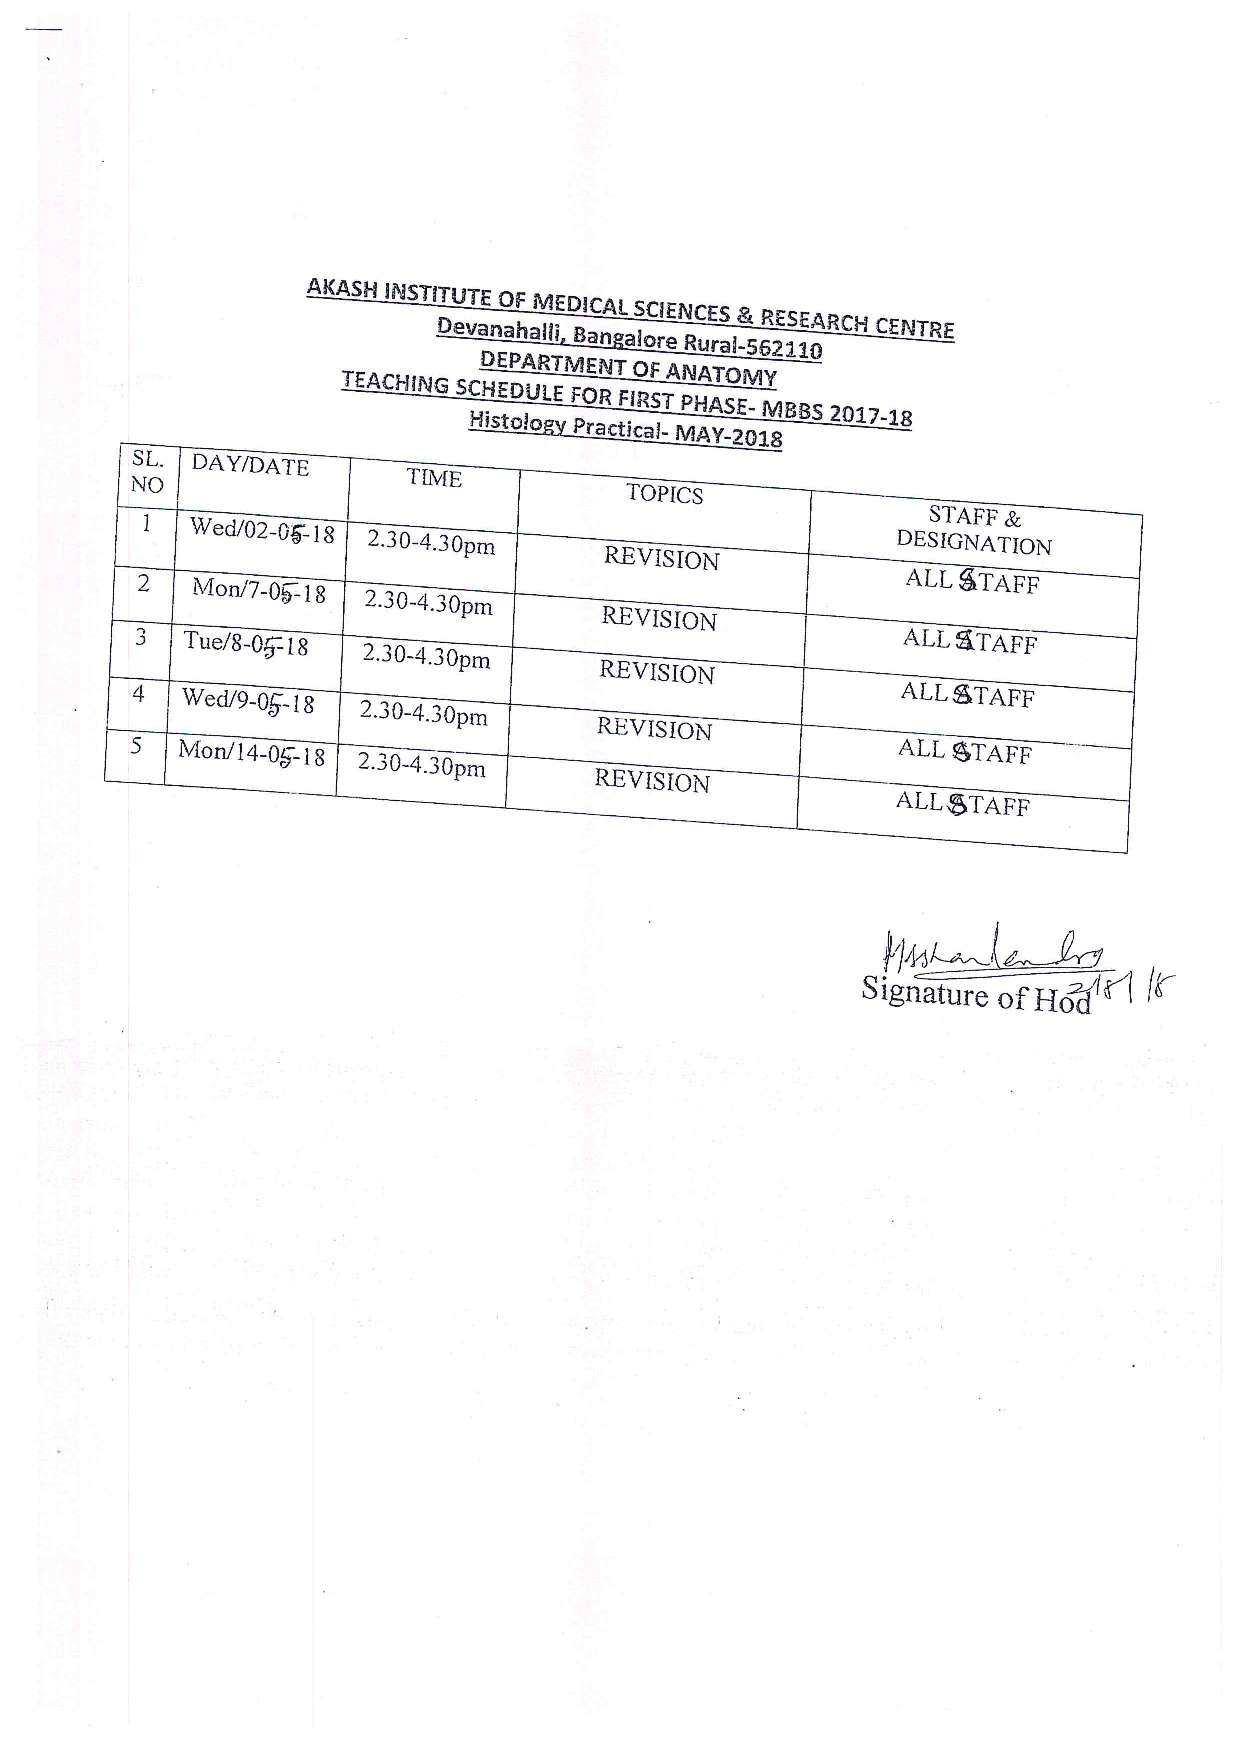 AKASH INSTITUTE OF MEDICAL SCIENCES & RESEARCH CENTRE
Devanahalli, Bangalore Rural-562110
DEPARTMENT OF ANATOMY
TEACHING SCHEDULE FOR FIRST PHASE- MBBS 2017-18
Histology Practical- MAY-2018
SL. NO DAY/DATE TIME TOPICS STAFF & DESIGNATION
1 Wed/02-05-18 2.30-4.30pm REVISION ALL STAFF
2 Mon/7-05-18 2.30-4.30pm REVISION ALL STAFF
3 Tue/8-05-18 2.30-4.30pm REVISION ALL STAFF
4 Wed/9-05-18 2.30-4.30pm REVISION ALL STAFF
5 Mon/14-05-18 2.30-4.30pm REVISION ALL STAFF
Signature of Hod